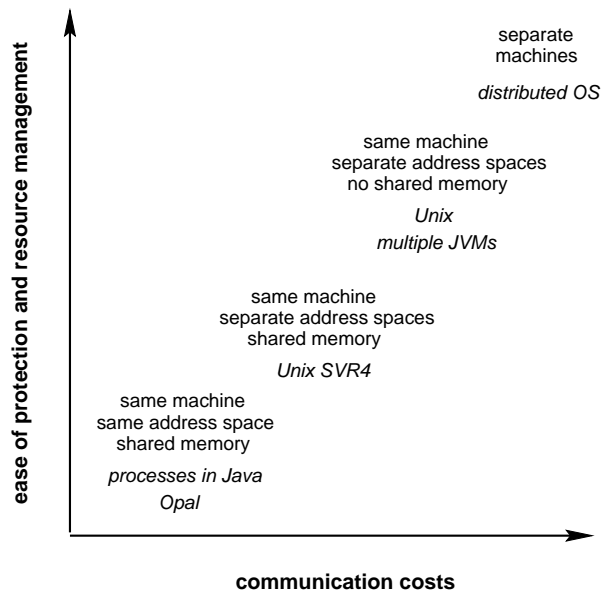 separate
machines
distributed OS
same machine
separate address spaces
no shared memory
Unix
multiple JVMs
same machine
separate address spaces
shared memory
Unix SVR4
same machine
same address space
shared memory
processes in Java
Opal
ease of protection and resource management
communication costs